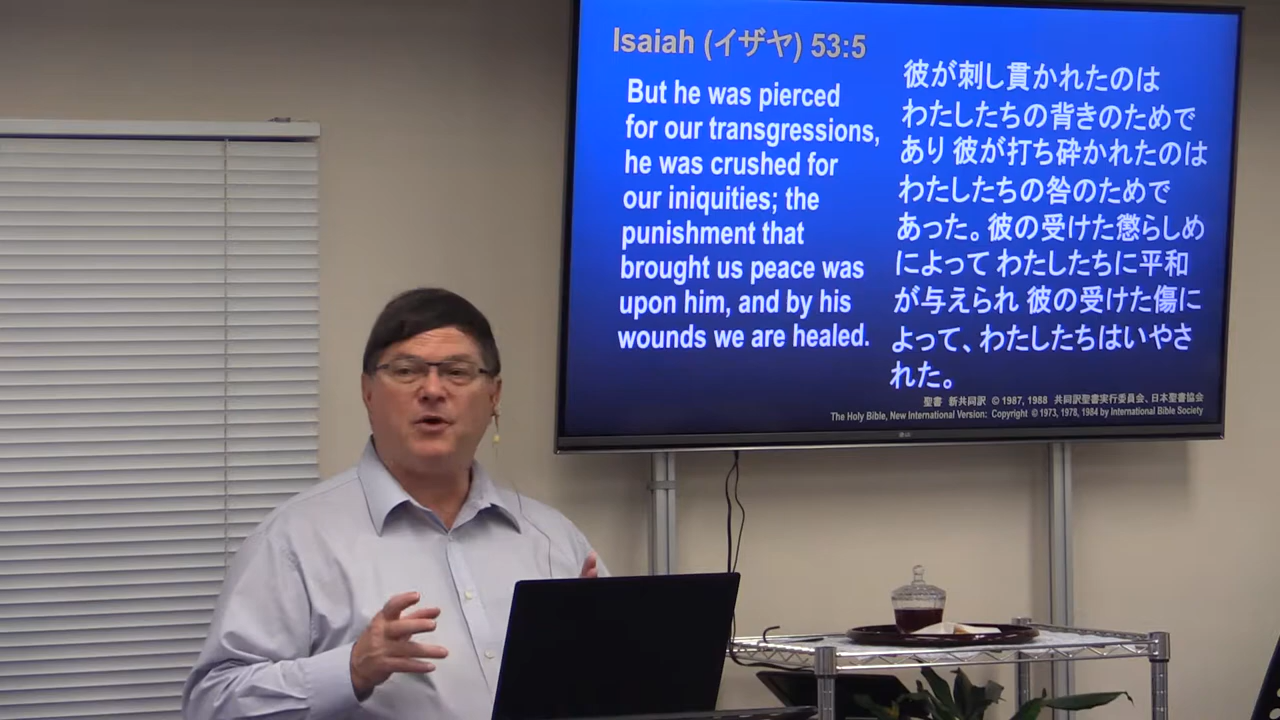 Isaiah (イザヤ) 53:5
But he was pierced
for our transgressions,
he was crushed for
our iniquities; the
punishment that
brought us peace was
upon him, and by his
wounds we are healed.
彼が刺し貫かれたのは
わたしたちの背きのためで
あり 彼が打ち砕かれたのは
わたしたちの咎のためで
あった。彼の受けた懲らしめ
によって わたしたちに平和
が与えられ 彼の受けた傷に
よって、わたしたちはいやさ
れた。
聖書 新共同訳 © 1987, 1988 共同訳聖書実行委員会、日本聖書協会
The Holy Bible, New International Version: Copyright © 1973, 1978, 1984 by International Bible Society
LG